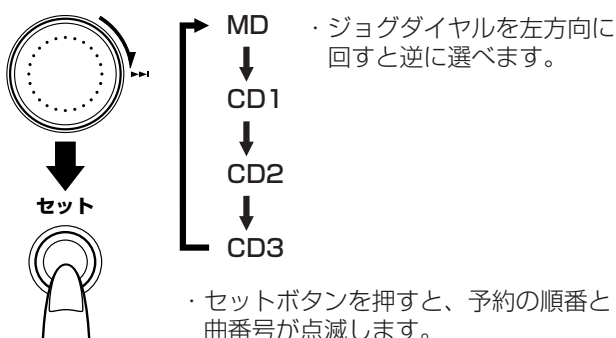 MD
・ジョグダイヤルを左方向に
回すと逆に選べます。
CD1
CD2
セット
CD3
・セットボタンを押すと、予約の順番と
曲番号が点滅します。